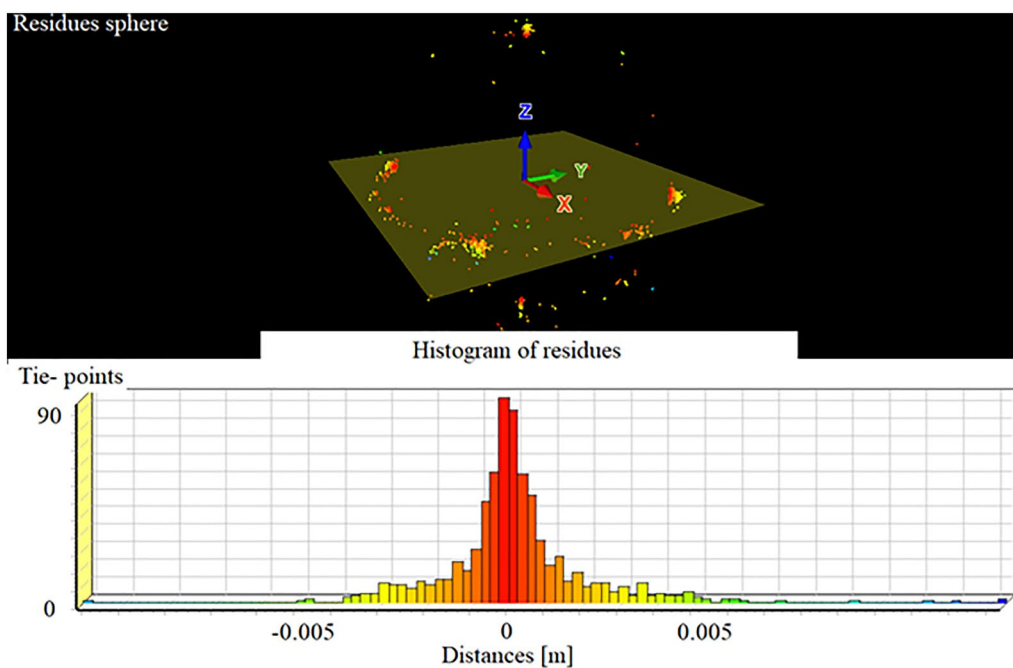 Residues sphere
Z
Y
X
Histogram of residues
Tie- points
90
0
-0.005 0 0.005
Distances [m]